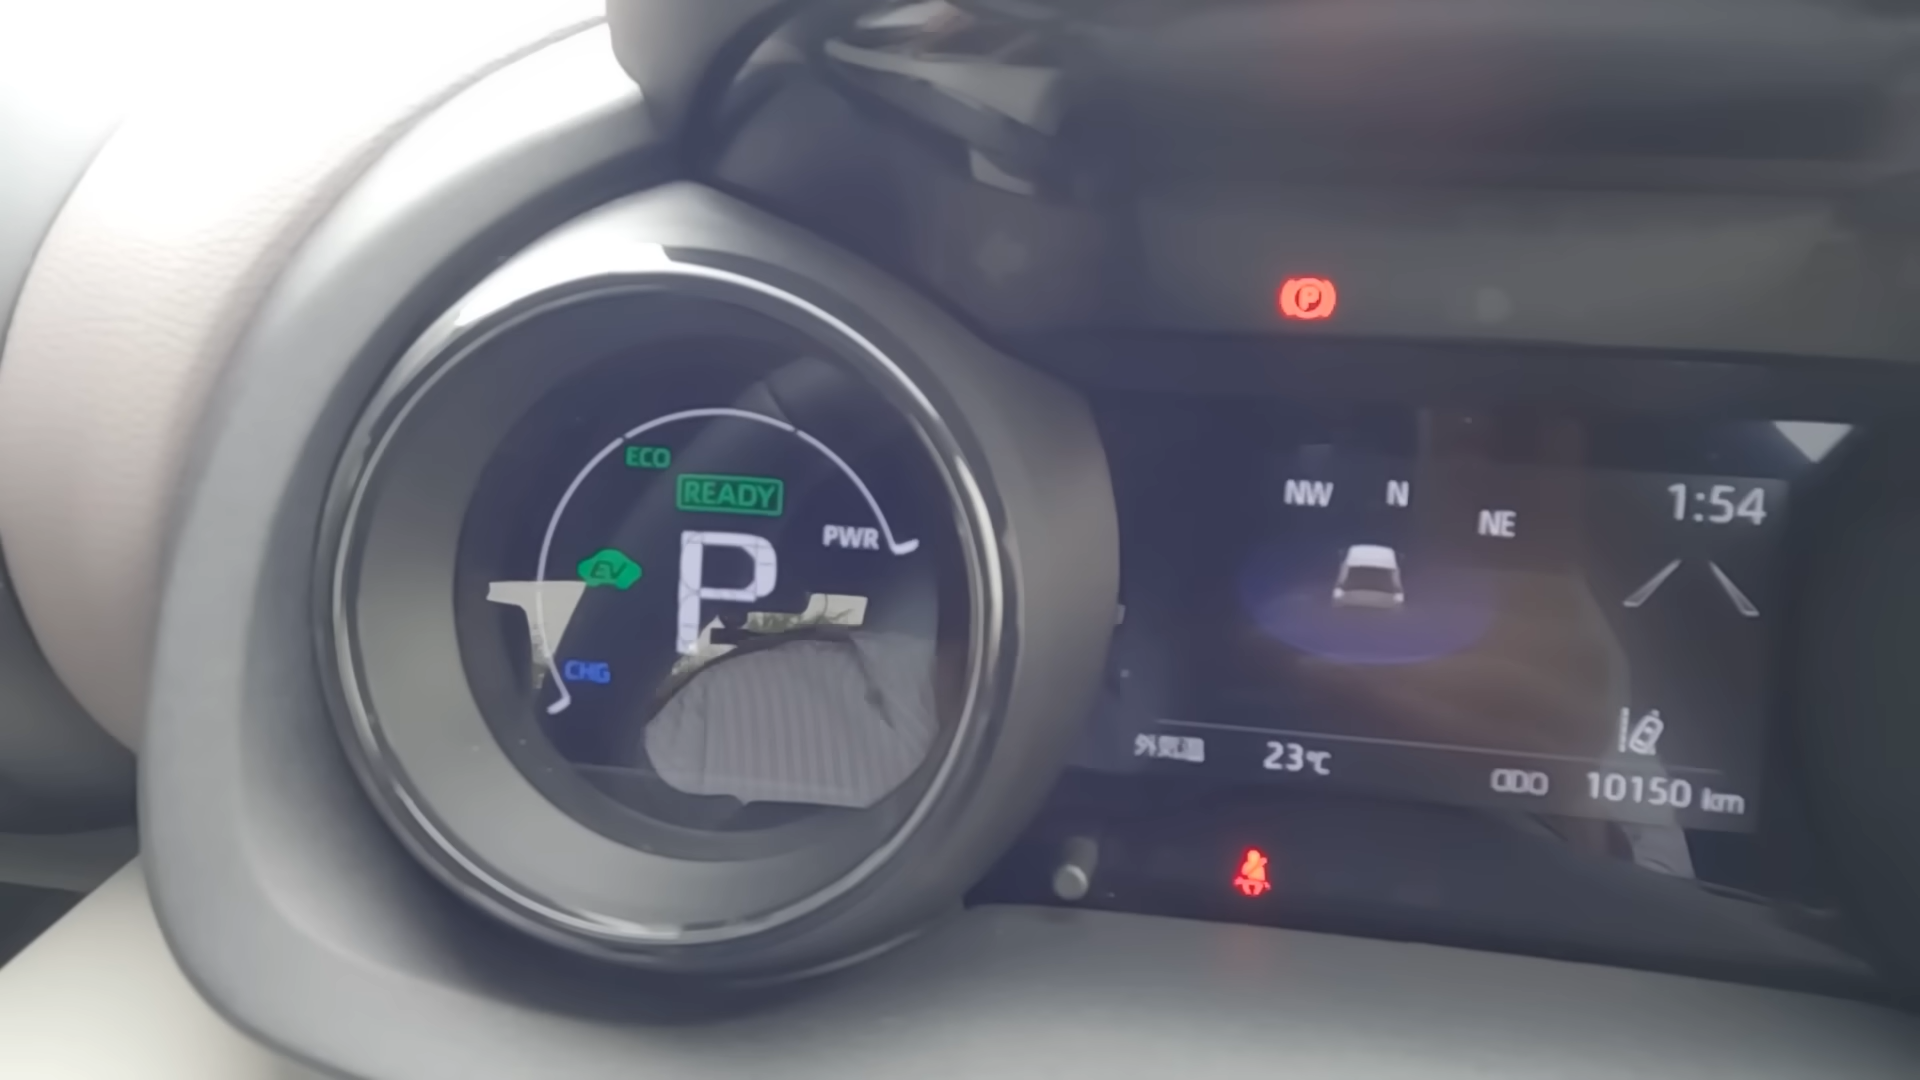 ECO
READY
EV
P
PWR
CHG
P
NW N NE
1:54
外気温 23℃
ODO 10150 km